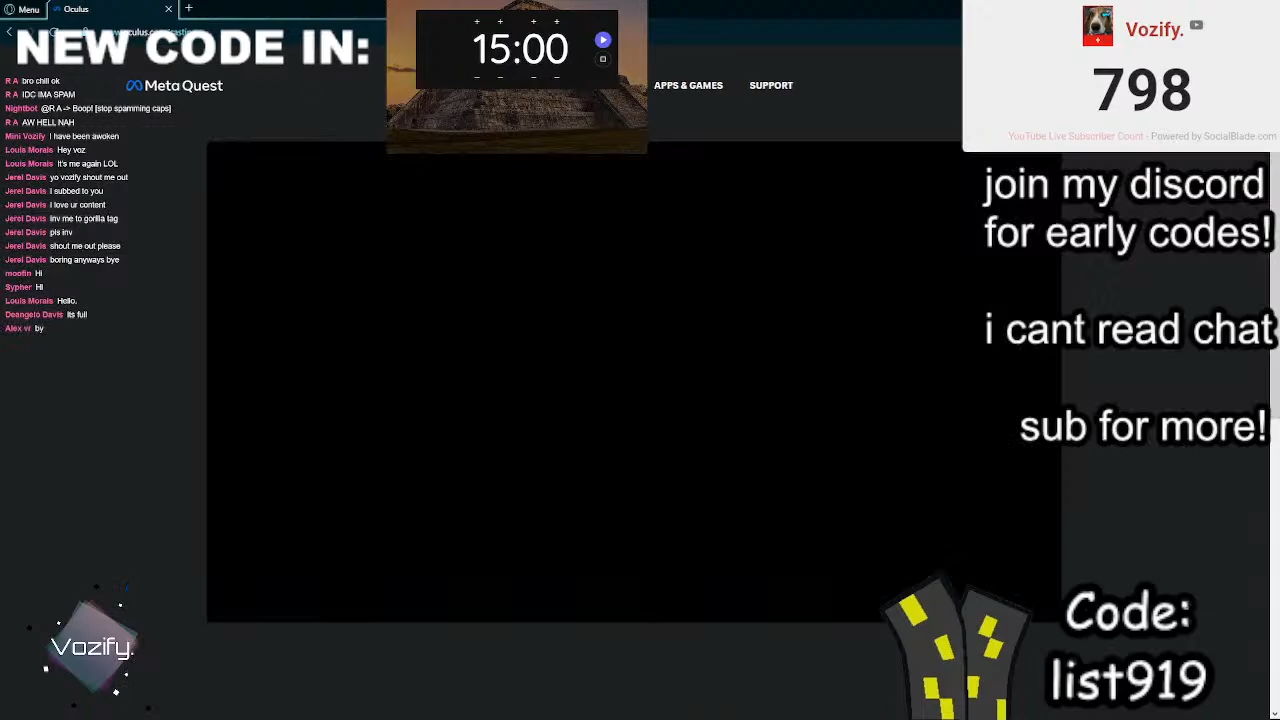 Menu
Oculus
NEW CODE IN:
15:00
Meta Quest
APPS & GAMES
SUPPORT
Vozify.
798
YouTube Live Subscriber Count - Powered by SocialBlade.com
R A bro chill ok
R A IDC IMA SPAM
Nightbot @R A -> Boop! [stop spamming caps]
R A AW HELL NAH
Mini Vozify I have been awoken
Louis Morais Hey voz
Louis Morais It's me again LOL
Jerel Davis yo vozify shout me out
Jerel Davis i subbed to you
Jerel Davis i love ur content
Jerel Davis inv me to gorilla tag
Jerel Davis pls inv
Jerel Davis shout me out please
Jerel Davis boring anyways bye
moofin Hi
Sypher HI
Louis Morais Hello.
Deangelo Davis Its full
Alex vr by
join my discord
for early codes!
i cant read chat
sub for more!
Vozify.
Code:
list919